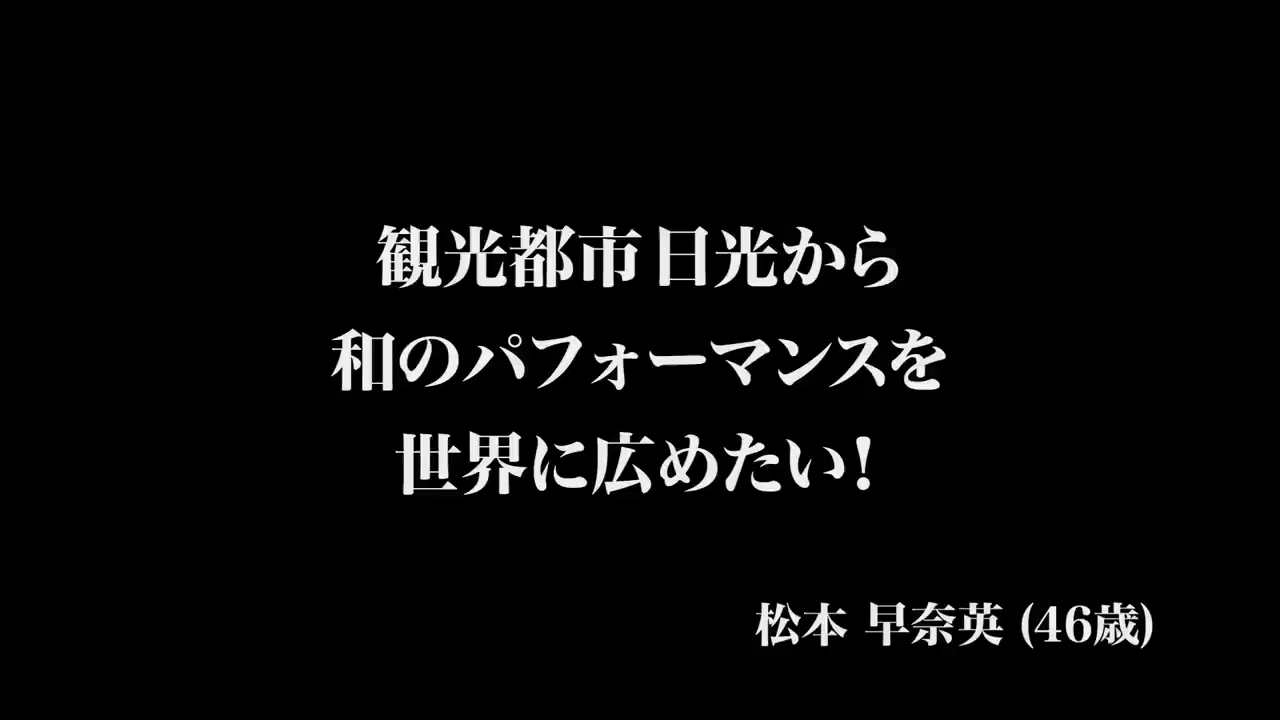 観光都市 日光から
和のパフォーマンスを
世界に広めたい!
松本 早奈英 (46歳)